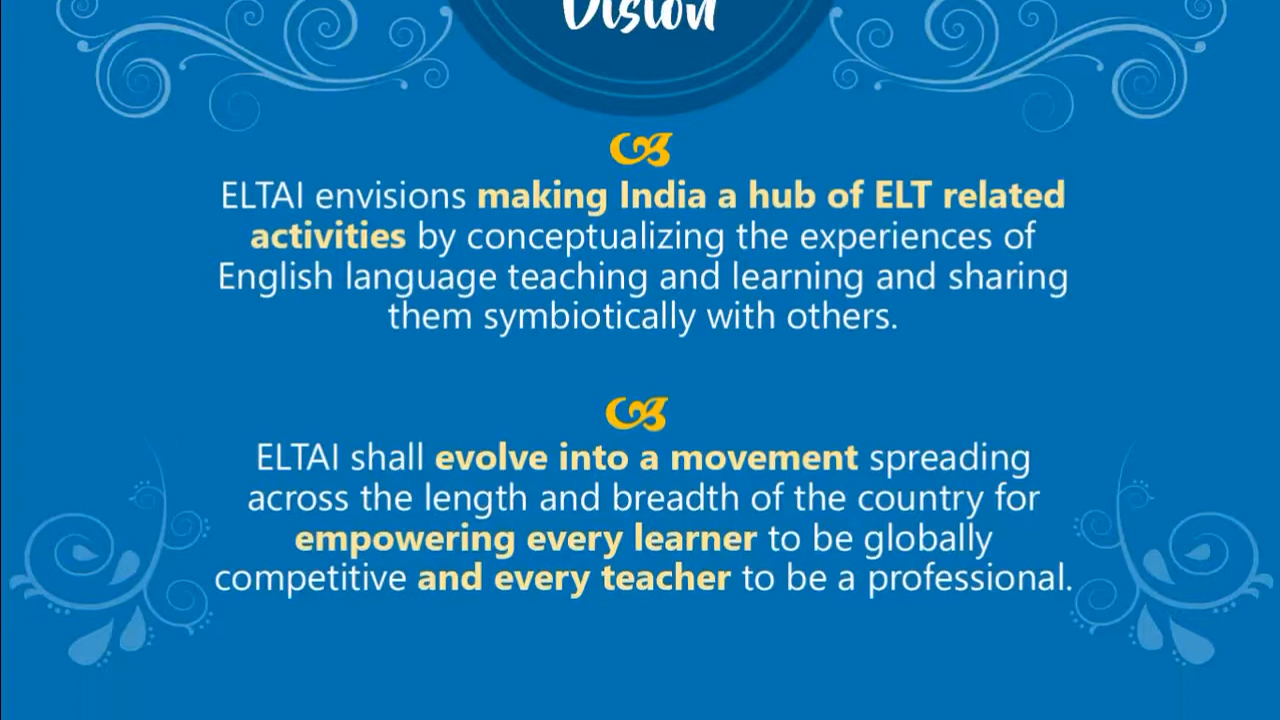 Vision
ELTAI envisions making India a hub of ELT related
activities by conceptualizing the experiences of
English language teaching and learning and sharing
them symbiotically with others.
ELTAI shall evolve into a movement spreading
across the length and breadth of the country for
empowering every learner to be globally
competitive and every teacher to be a professional.